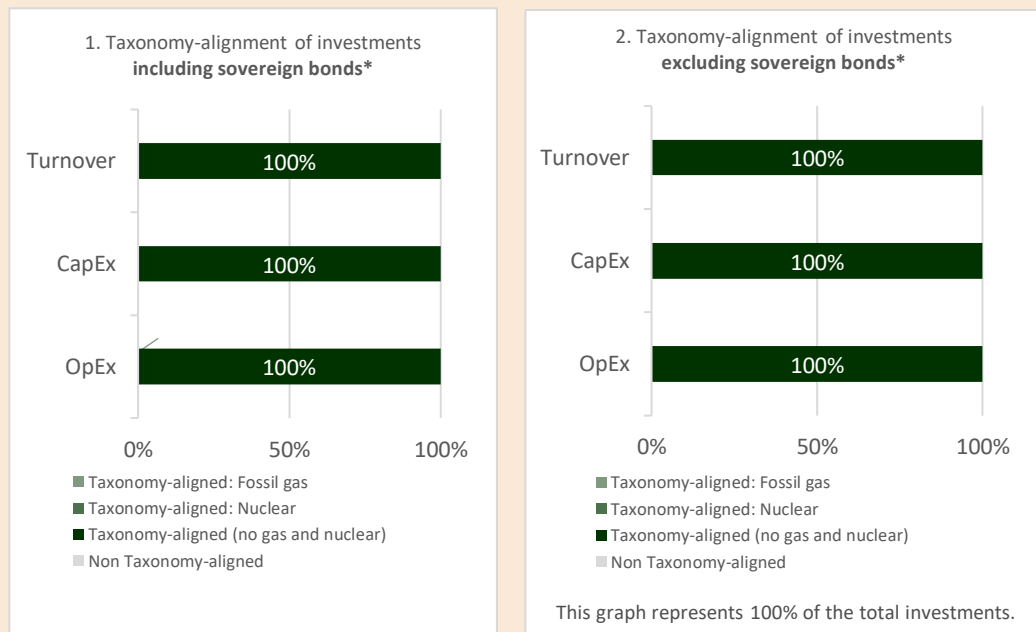 1. Taxonomy-alignment of investments
including sovereign bonds*
Turnover
100%
CapEx
100%
OpEx
100%
0%
50%
100%
Taxonomy-aligned: Fossil gas
Taxonomy-aligned: Nuclear
Taxonomy-aligned (no gas and nuclear)
Non Taxonomy-aligned
2. Taxonomy-alignment of investments
excluding sovereign bonds*
Turnover
100%
CapEx
100%
OpEx
100%
0%
50%
100%
Taxonomy-aligned: Fossil gas
Taxonomy-aligned: Nuclear
Taxonomy-aligned (no gas and nuclear)
Non Taxonomy-aligned
This graph represents 100% of the total investments.